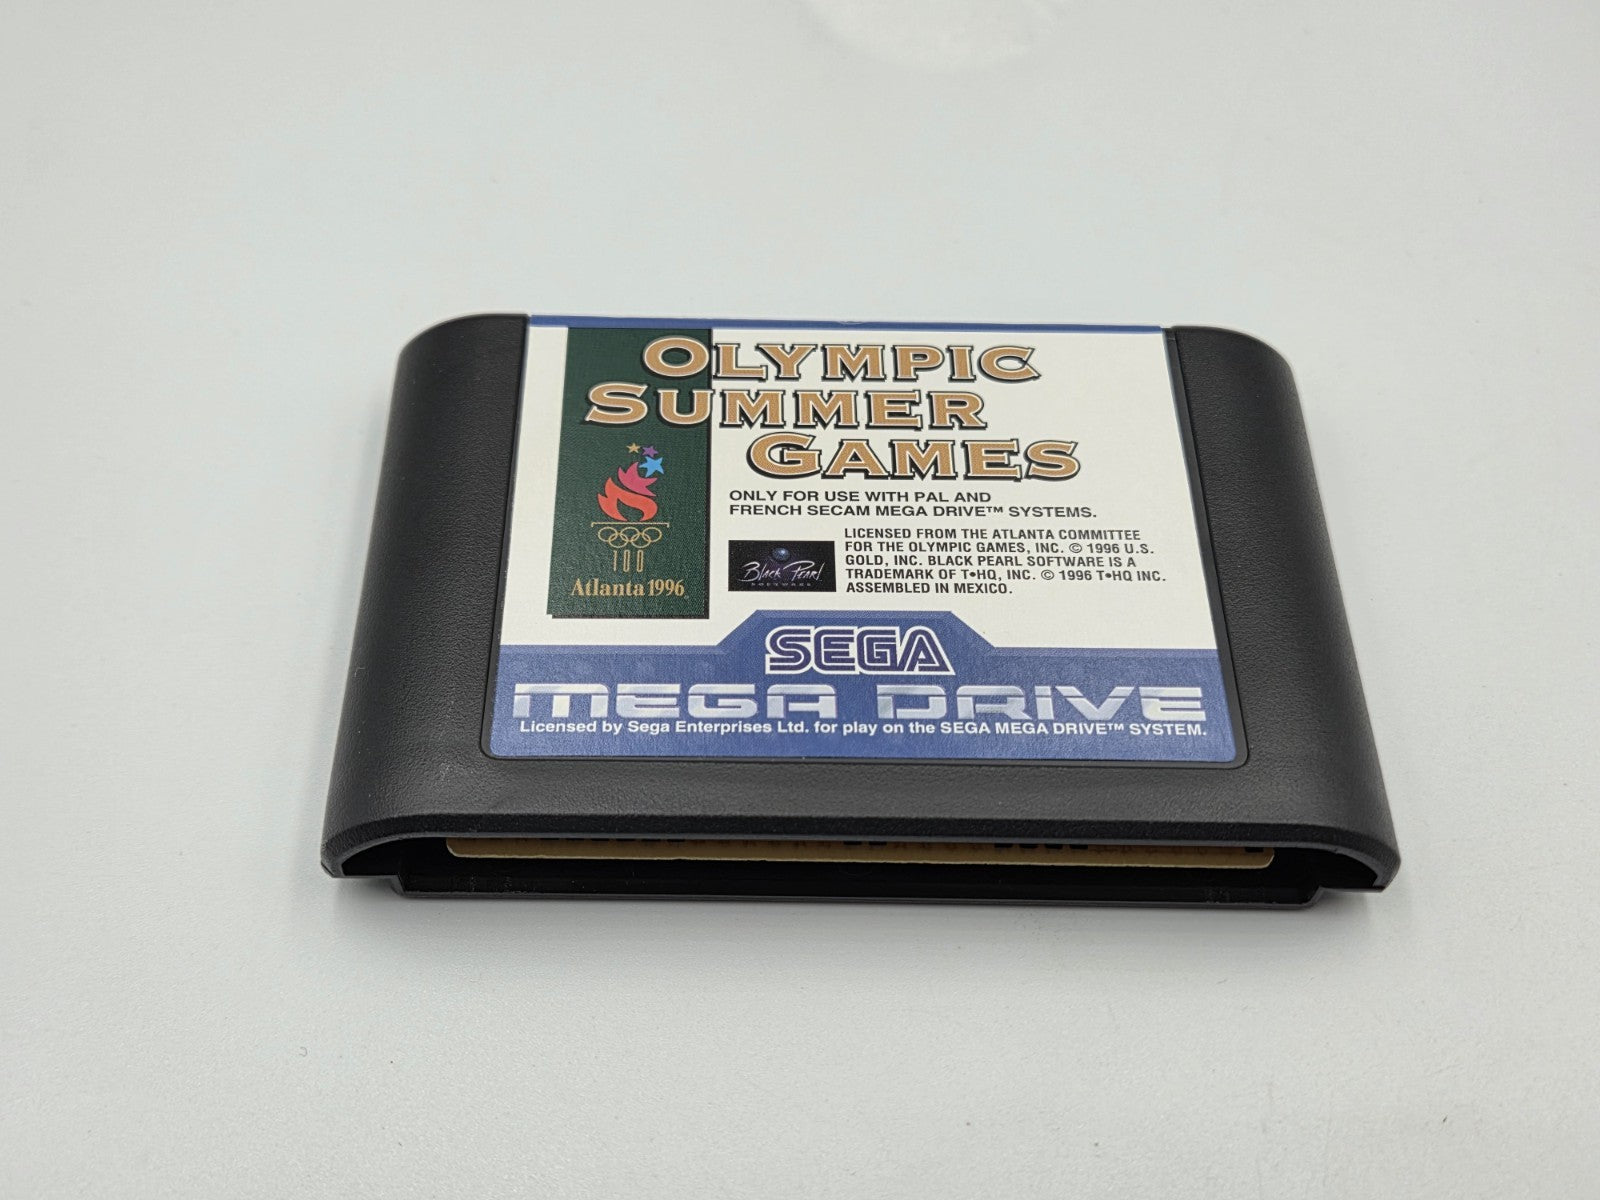 OLYMPIC
SUMMER
GAMES
ONLY FOR USE WITH PAL AND
FRENCH SECAM MEGA DRIVE™ SYSTEMS.
100
Atlanta 1996
Black Pearl
SOFTWARE
LICENSED FROM THE ATLANTA COMMITTEE
FOR THE OLYMPIC GAMES, INC. © 1996 U.S.
GOLD, INC. BLACK PEARL SOFTWARE IS A
TRADEMARK OF T•HQ, INC. © 1996 T•HQ INC.
ASSEMBLED IN MEXICO.
SEGA
MEGA DRIVE
Licensed by Sega Enterprises Ltd. for play on the SEGA MEGA DRIVE™ SYSTEM.